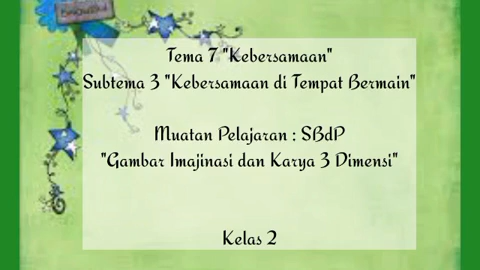 Tema 7 "Kebersamaan"
Subtema 3 "Kebersamaan di Tempat Bermain"
Muatan Pelajaran : SBdP
"Gambar Imajinasi dan Karya 3 Dimensi"
Kelas 2